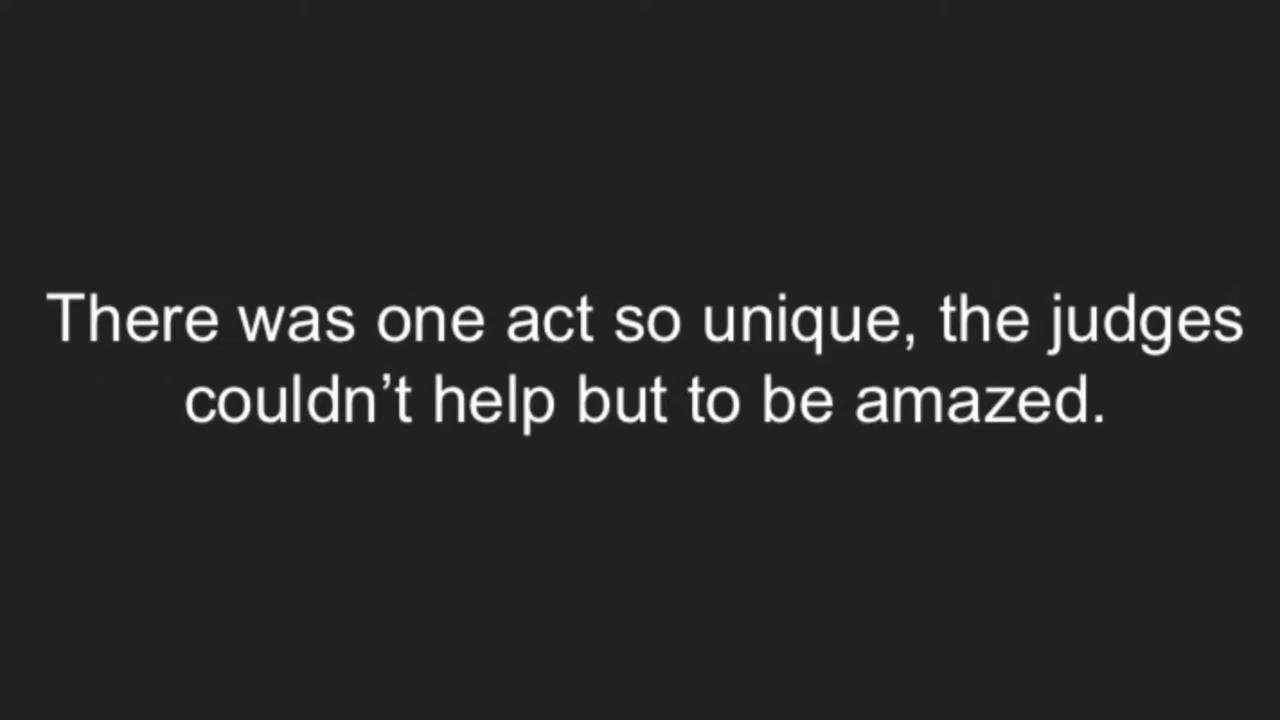 There was one act so unique, the judges
couldn’t help but to be amazed.